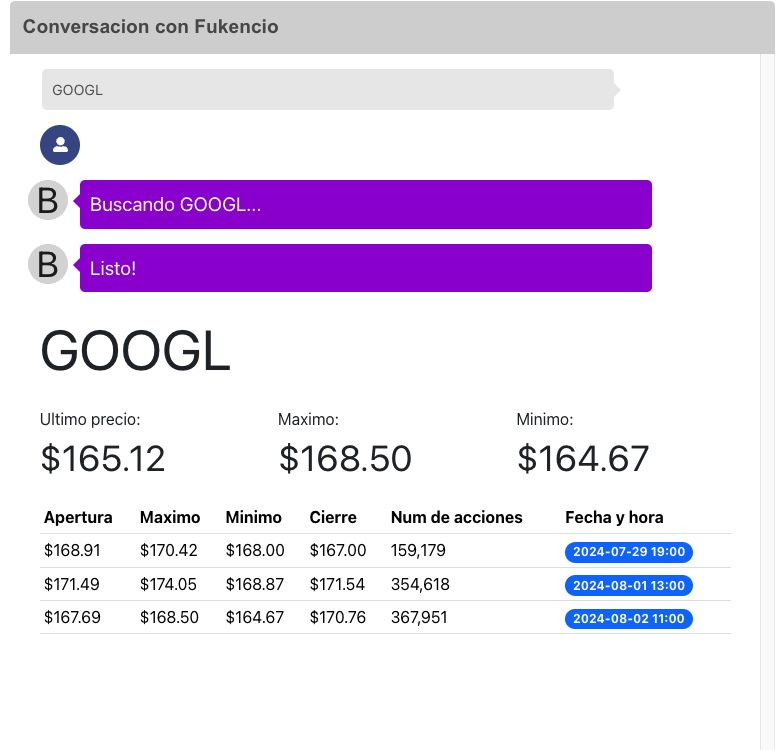 Conversacion con Fukencio
GOOGL
B Buscando GOOGL...
B Listo!
GOOGL
Ultimo precio: Maximo: Minimo:
$165.12 $168.50 $164.67
Apertura Maximo Minimo Cierre Num de acciones Fecha y hora
$168.91 $170.42 $168.00 $167.00 159,179 2024-07-29 19:00
$171.49 $174.05 $168.87 $171.54 354,618 2024-08-01 13:00
$167.69 $168.50 $164.67 $170.76 367,951 2024-08-02 11:00